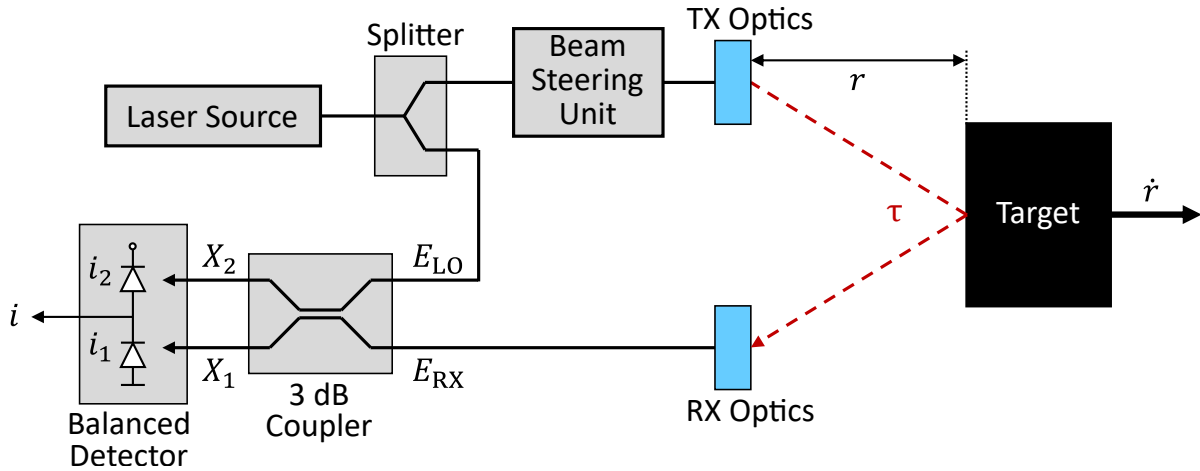 TX Optics
Splitter
Beam
Steering
Unit
Laser Source
r
τ
Target
ṙ
i₂
X₂
E_LO
i
i₁
X₁
E_RX
3 dB
Coupler
RX Optics
Balanced
Detector